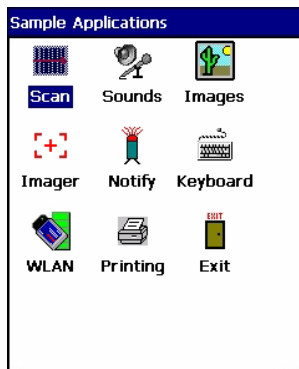 Sample Applications
Scan Sounds Images
Imager Notify Keyboard
EXIT
WLAN Printing Exit